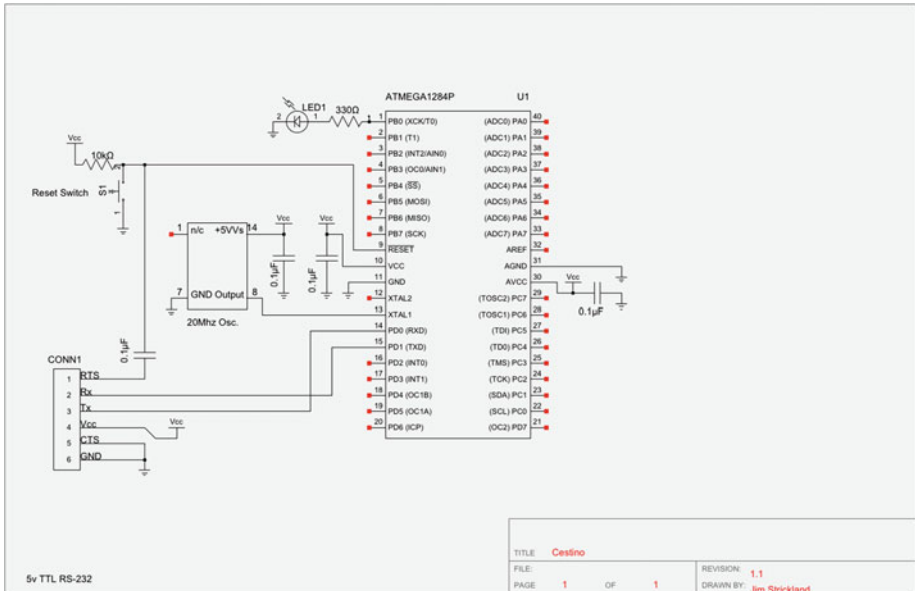 ATMEGA1284P U1
LED1
2 1
330Ω
Vcc
10kΩ
2
Reset Switch
S1
1
1 n/c +5VVs 14
7 GND Output 8
20Mhz Osc.
Vcc
0.1µF
Vcc
0.1µF
1 PB0 (XCK/T0)
2 PB1 (T1)
3 PB2 (INT2/AIN0)
4 PB3 (OC0/AIN1)
5 PB4 (SS)
6 PB5 (MOSI)
7 PB6 (MISO)
8 PB7 (SCK)
9 RESET
10 VCC
11 GND
12 XTAL2
13 XTAL1
14 PD0 (RXD)
15 PD1 (TXD)
16 PD2 (INT0)
17 PD3 (INT1)
18 PD4 (OC1B)
19 PD5 (OC1A)
20 PD6 (ICP)
(ADC0) PA0 40
(ADC1) PA1 39
(ADC2) PA2 38
(ADC3) PA3 37
(ADC4) PA4 36
(ADC5) PA5 35
(ADC6) PA6 34
(ADC7) PA7 33
AREF 32
AGND 31
AVCC 30
(TOSC2) PC7 29
(TOSC1) PC6 28
(TDI) PC5 27
(TD0) PC4 26
(TMS) PC3 25
(TCK) PC2 24
(SDA) PC1 23
(SCL) PC0 22
(OC2) PD7 21
Vcc
0.1µF
0.1µF
CONN1
1 RTS
2 Rx
3 Tx
4 Vcc
5 CTS
6 GND
Vcc
5v TTL RS-232
TITLE Cestino
FILE:
REVISION: 1.1
PAGE 1 OF 1
DRAWN BY: Jim Strickland